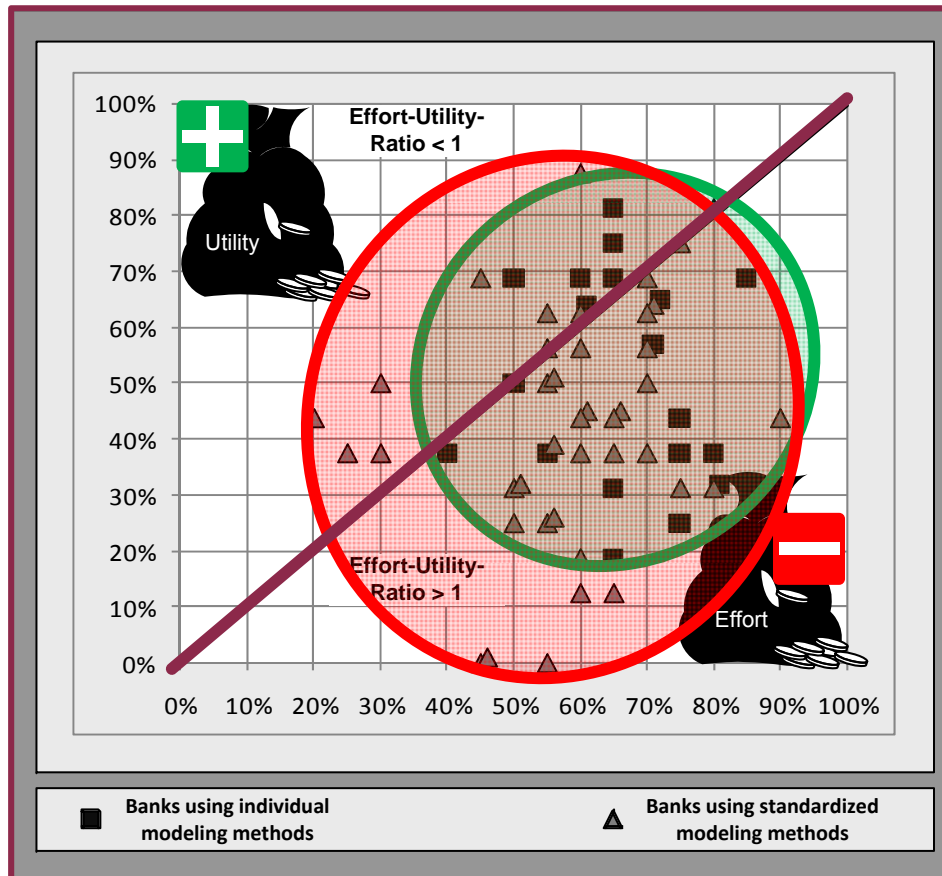 100%
Effort-Utility-
Ratio < 1
90%
80%
Utility
70%
60%
50%
40%
30%
20%
Effort-Utility-
Ratio > 1
10%
Effort
0%
0% 10% 20% 30% 40% 50% 60% 70% 80% 90% 100%
Banks using individual
modeling methods
Banks using standardized
modeling methods